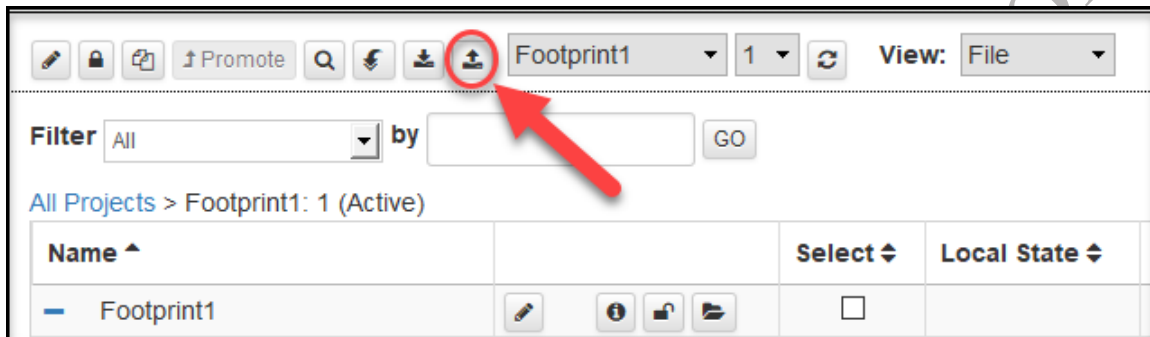 Promote Footprint1 1 View: File
Filter All by GO
All Projects > Footprint1: 1 (Active)
Name Select Local State
Footprint1